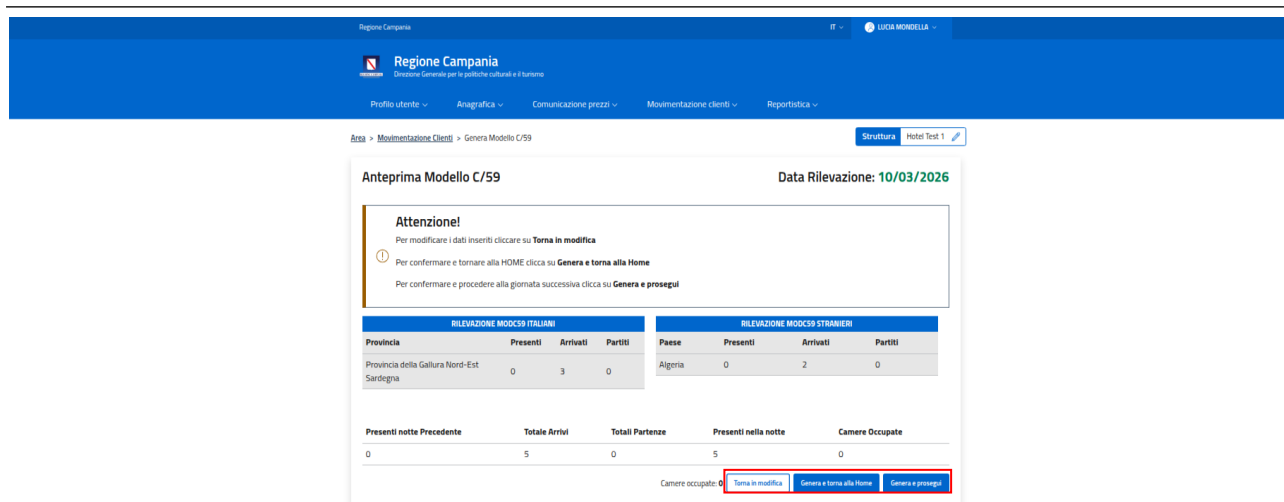 Regione Campania IT LUCIA MONDELLA
Regione Campania
Direzione Generale per le politiche culturali e il turismo
Profilo utente Anagrafica Comunicazione prezzi Movimentazione clienti Reportistica
Area > Movimentazione Clienti > Genera Modello C/59 Struttura Hotel Test 1
Anteprima Modello C/59 Data Rilevazione: 10/03/2026
Attenzione!
Per modificare i dati inseriti cliccare su Torna in modifica
Per confermare e tornare alla HOME clicca su Genera e torna alla Home
Per confermare e procedere alla giornata successiva clicca su Genera e prosegui
RILEVAZIONE MODC59 ITALIANI RILEVAZIONE MODC59 STRANIERI
Provincia Presenti Arrivati Partiti Paese Presenti Arrivati Partiti
Provincia della Gallura Nord-Est
Sardegna 0 3 0 Algeria 0 2 0
Presenti notte Precedente Totale Arrivi Totali Partenze Presenti nella notte Camere Occupate
0 5 0 5 0
Camere occupate: 0 Torna in modifica Genera e torna alla Home Genera e prosegui